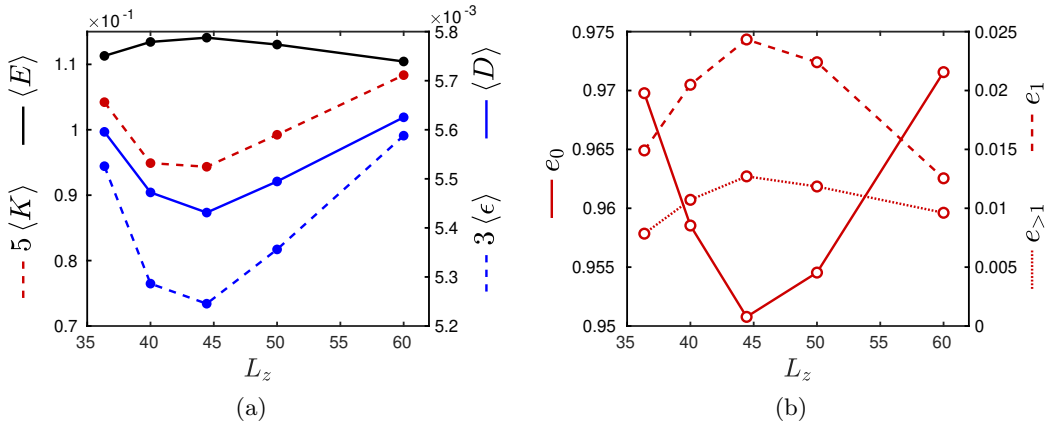 ×10⁻¹
×10⁻³
5 ⟨K⟩ ⟨E⟩
1.1
1
0.9
0.8
0.7
5.8
5.7
5.6
5.5
5.4
5.3
5.2
3 ⟨ϵ⟩ ⟨D⟩
35 40 45 50 55 60
L_z
(a)
e₀
0.975
0.97
0.965
0.96
0.955
0.95
0.025
0.02
0.015
0.01
0.005
0
e_{>1} e₁
35 40 45 50 55 60
L_z
(b)